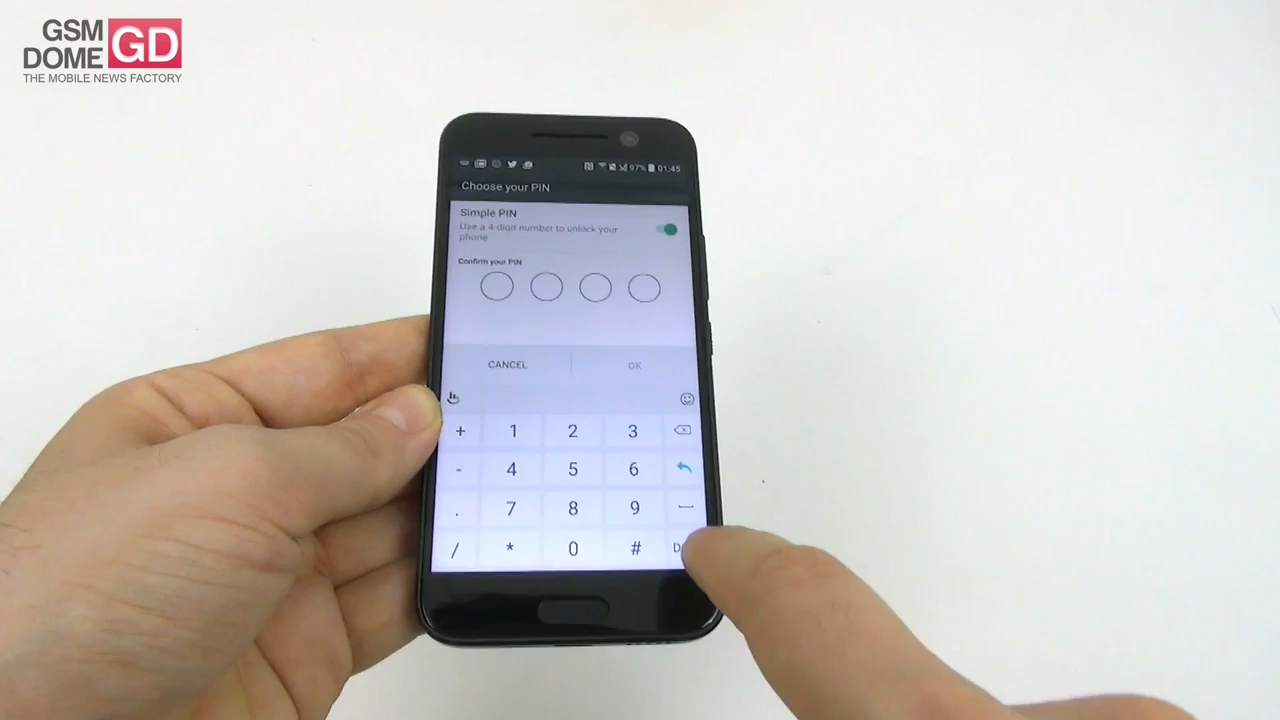 GSM
DOME GD
THE MOBILE NEWS FACTORY
97% 01:45
Choose your PIN
Simple PIN
Use a 4-digit number to unlock your
phone
Confirm your PIN
CANCEL OK
+ 1 2 3
- 4 5 6
. 7 8 9
/ * 0 #